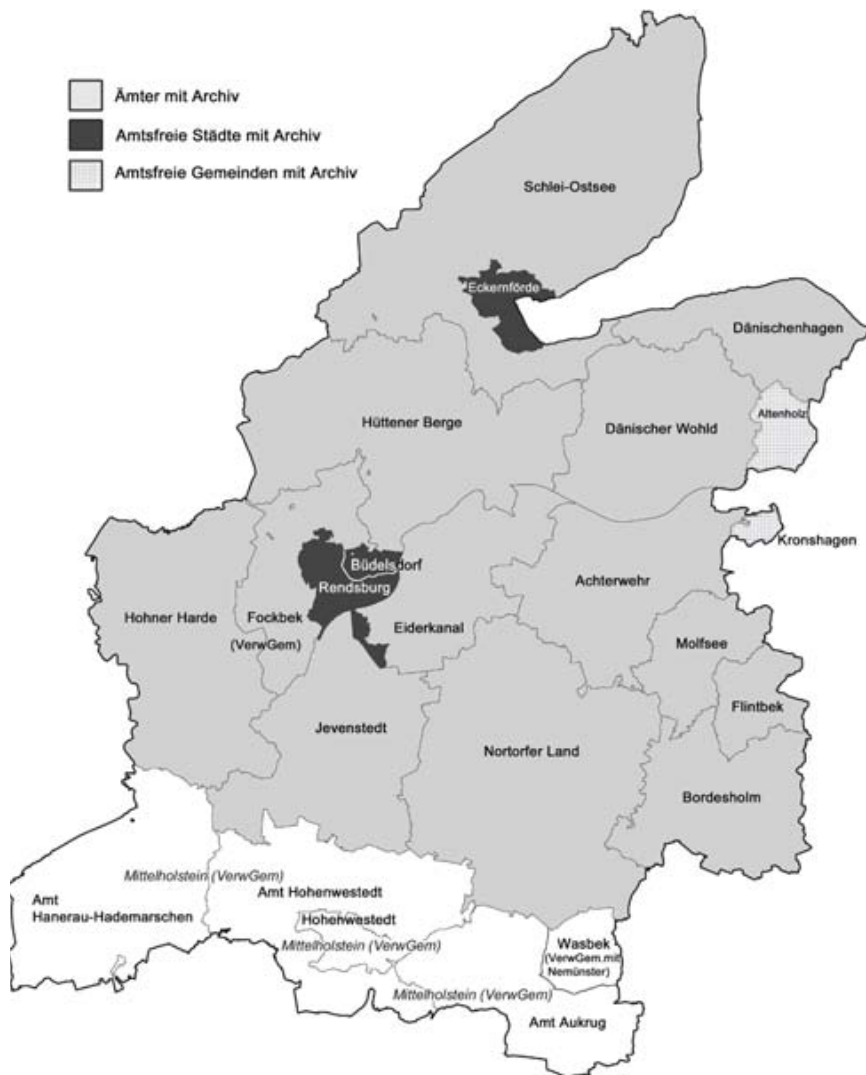 Ämter mit Archiv
Amtsfreie Städte mit Archiv
Amtsfreie Gemeinden mit Archiv
Schlei-Ostsee
Eckernförde
Dänischenhagen
Altenholz
Hüttener Berge
Dänischer Wohld
Kronshagen
Büdelsdorf
Rendsburg
Achterwehr
Hohner Harde
Fockbek
(VerwGem)
Eiderkanal
Molfsee
Flintbek
Jevenstedt
Nortorfer Land
Bordesholm
Mittelholstein (VerwGem)
Amt
Hanerau-Hademarschen
Amt Hohenwestedt
Hohenwestedt
Mittelholstein (VerwGem)
Wasbek
(VerwGem.mit
Nemünster)
Mittelholstein (VerwGem)
Amt Aukrug